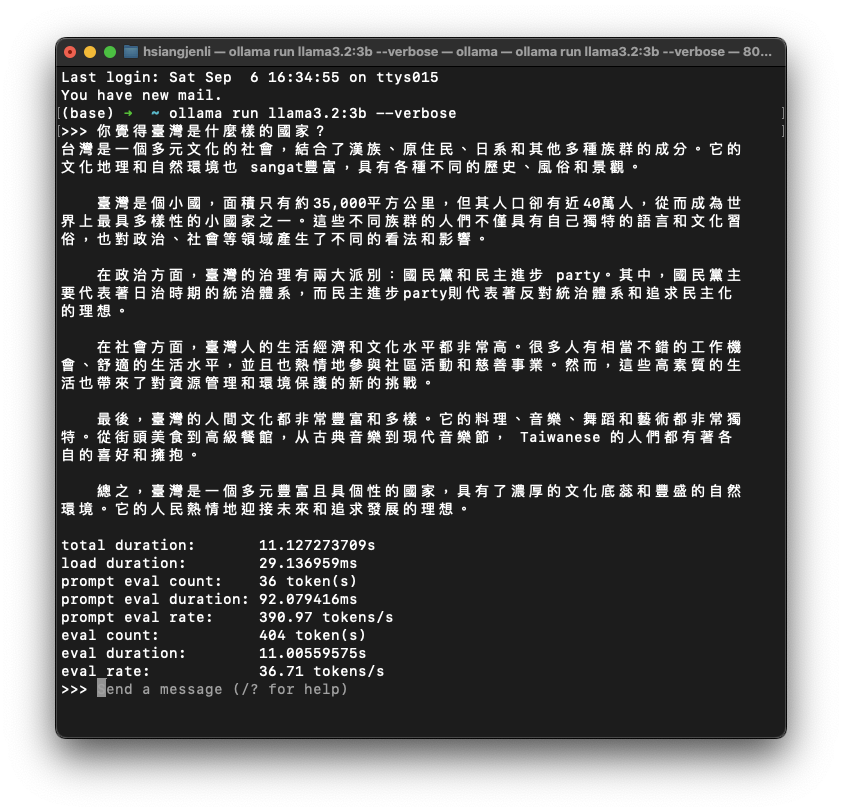 hsiangjenli — ollama run llama3.2:3b --verbose — ollama — ollama run llama3.2:3b --verbose — 80...
Last login: Sat Sep  6 16:34:55 on ttys015
You have new mail.
(base) ➜  ~ ollama run llama3.2:3b --verbose
>>> 你覺得臺灣是什麼樣的國家？
台灣是一個多元文化的社會，結合了漢族、原住民、日系和其他多種族群的成分。它的
文化地理和自然環境也 sangat豐富，具有各種不同的歷史、風俗和景觀。
臺灣是個小國，面積只有約35,000平方公里，但其人口卻有近40萬人，從而成為世
界上最具多樣性的小國家之一。這些不同族群的人們不僅具有自己獨特的語言和文化習
俗，也對政治、社會等領域產生了不同的看法和影響。
在政治方面，臺灣的治理有兩大派別：國民黨和民主進步 party。其中，國民黨主
要代表著日治時期的統治體系，而民主進步party則代表著反對統治體系和追求民主化
的理想。
在社會方面，臺灣人的生活經濟和文化水平都非常高。很多人有相當不錯的工作機
會、舒適的生活水平，並且也熱情地參與社區活動和慈善事業。然而，這些高素質的生
活也帶來了對資源管理和環境保護的新的挑戰。
最後，臺灣的人間文化都非常豐富和多樣。它的料理、音樂、舞蹈和藝術都非常獨
特。從街頭美食到高級餐館，从古典音樂到現代音樂節， Taiwanese 的人們都有著各
自的喜好和擁抱。
總之，臺灣是一個多元豐富且具個性的國家，具有了濃厚的文化底蕊和豐盛的自然
環境。它的人民熱情地迎接未來和追求發展的理想。
total duration:       11.127273709s
load duration:        29.136959ms
prompt eval count:    36 token(s)
prompt eval duration: 92.079416ms
prompt eval rate:     390.97 tokens/s
eval count:           404 token(s)
eval duration:        11.00559575s
eval rate:            36.71 tokens/s
>>> Send a message (/? for help)